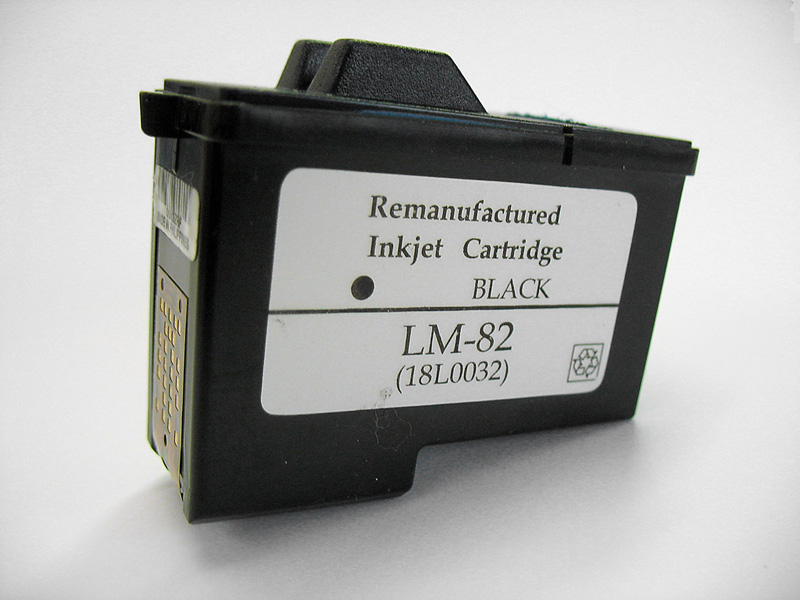 Remanufactured
Inkjet Cartridge
BLACK
LM-82
(18L0032)